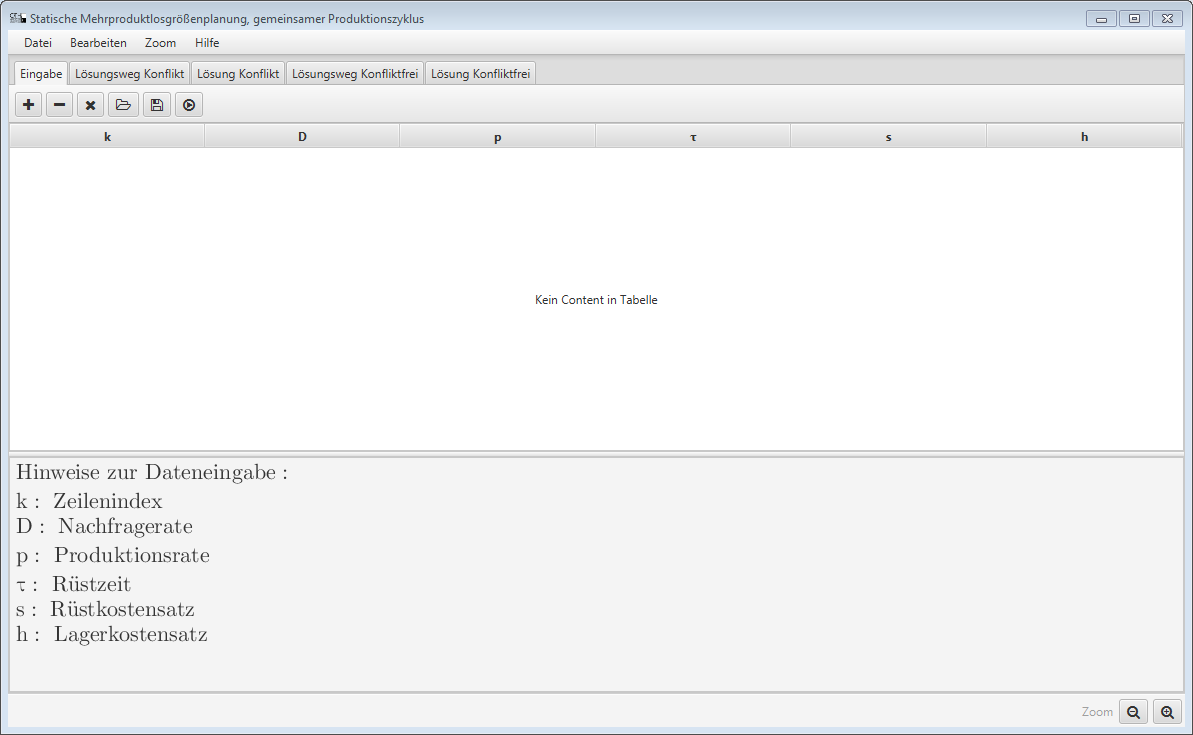 Statische Mehrproduktlosgrößenplanung, gemeinsamer Produktionszyklus
Datei Bearbeiten Zoom Hilfe
Eingabe Lösungsweg Konflikt Lösung Konflikt Lösungsweg Konfliktfrei Lösung Konfliktfrei
k D p τ s h
Kein Content in Tabelle
Hinweise zur Dateneingabe :
k : Zeilenindex
D : Nachfragerate
p : Produktionsrate
τ : Rüstzeit
s : Rüstkostensatz
h : Lagerkostensatz
Zoom